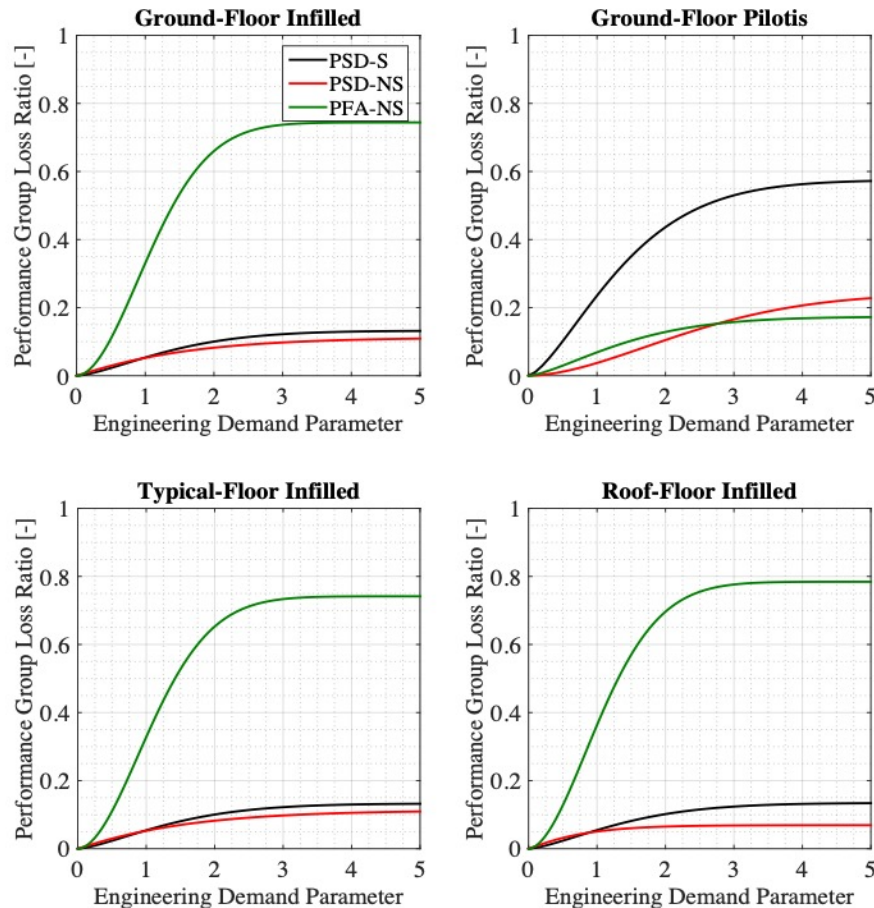 Ground-Floor Infilled
Performance Group Loss Ratio [-]
1
0.8
0.6
0.4
0.2
0
PSD-S
PSD-NS
PFA-NS
0 1 2 3 4 5
Engineering Demand Parameter
Ground-Floor Pilotis
Performance Group Loss Ratio [-]
1
0.8
0.6
0.4
0.2
0
0 1 2 3 4 5
Engineering Demand Parameter
Typical-Floor Infilled
Performance Group Loss Ratio [-]
1
0.8
0.6
0.4
0.2
0
0 1 2 3 4 5
Engineering Demand Parameter
Roof-Floor Infilled
Performance Group Loss Ratio [-]
1
0.8
0.6
0.4
0.2
0
0 1 2 3 4 5
Engineering Demand Parameter